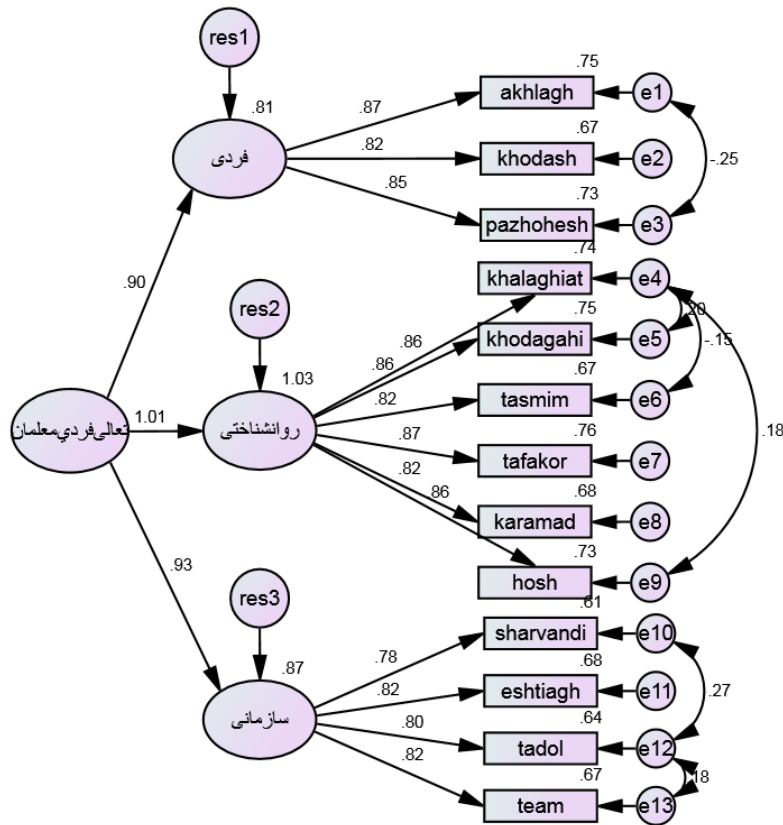 res1
.75
.81
akhlagh
e1
.87
.67
فردی
.82
khodash
e2
-.25
.85
.73
pazhohesh
e3
.74
.90
khalaghiat
e4
res2
.75
.20
.86
khodagahi
e5
-.15
.86
1.03
.67
.82
tasmim
e6
تعالی فردي معلمان
1.01
روانشناختی
.76
.18
.87
tafakor
e7
.82
.86
.68
karamad
e8
.93
.73
hosh
e9
res3
.61
sharvandi
e10
.87
.78
.68
سازمانی
.82
eshtiagh
e11
.27
.80
.64
tadol
e12
.82
.67
.18
team
e13